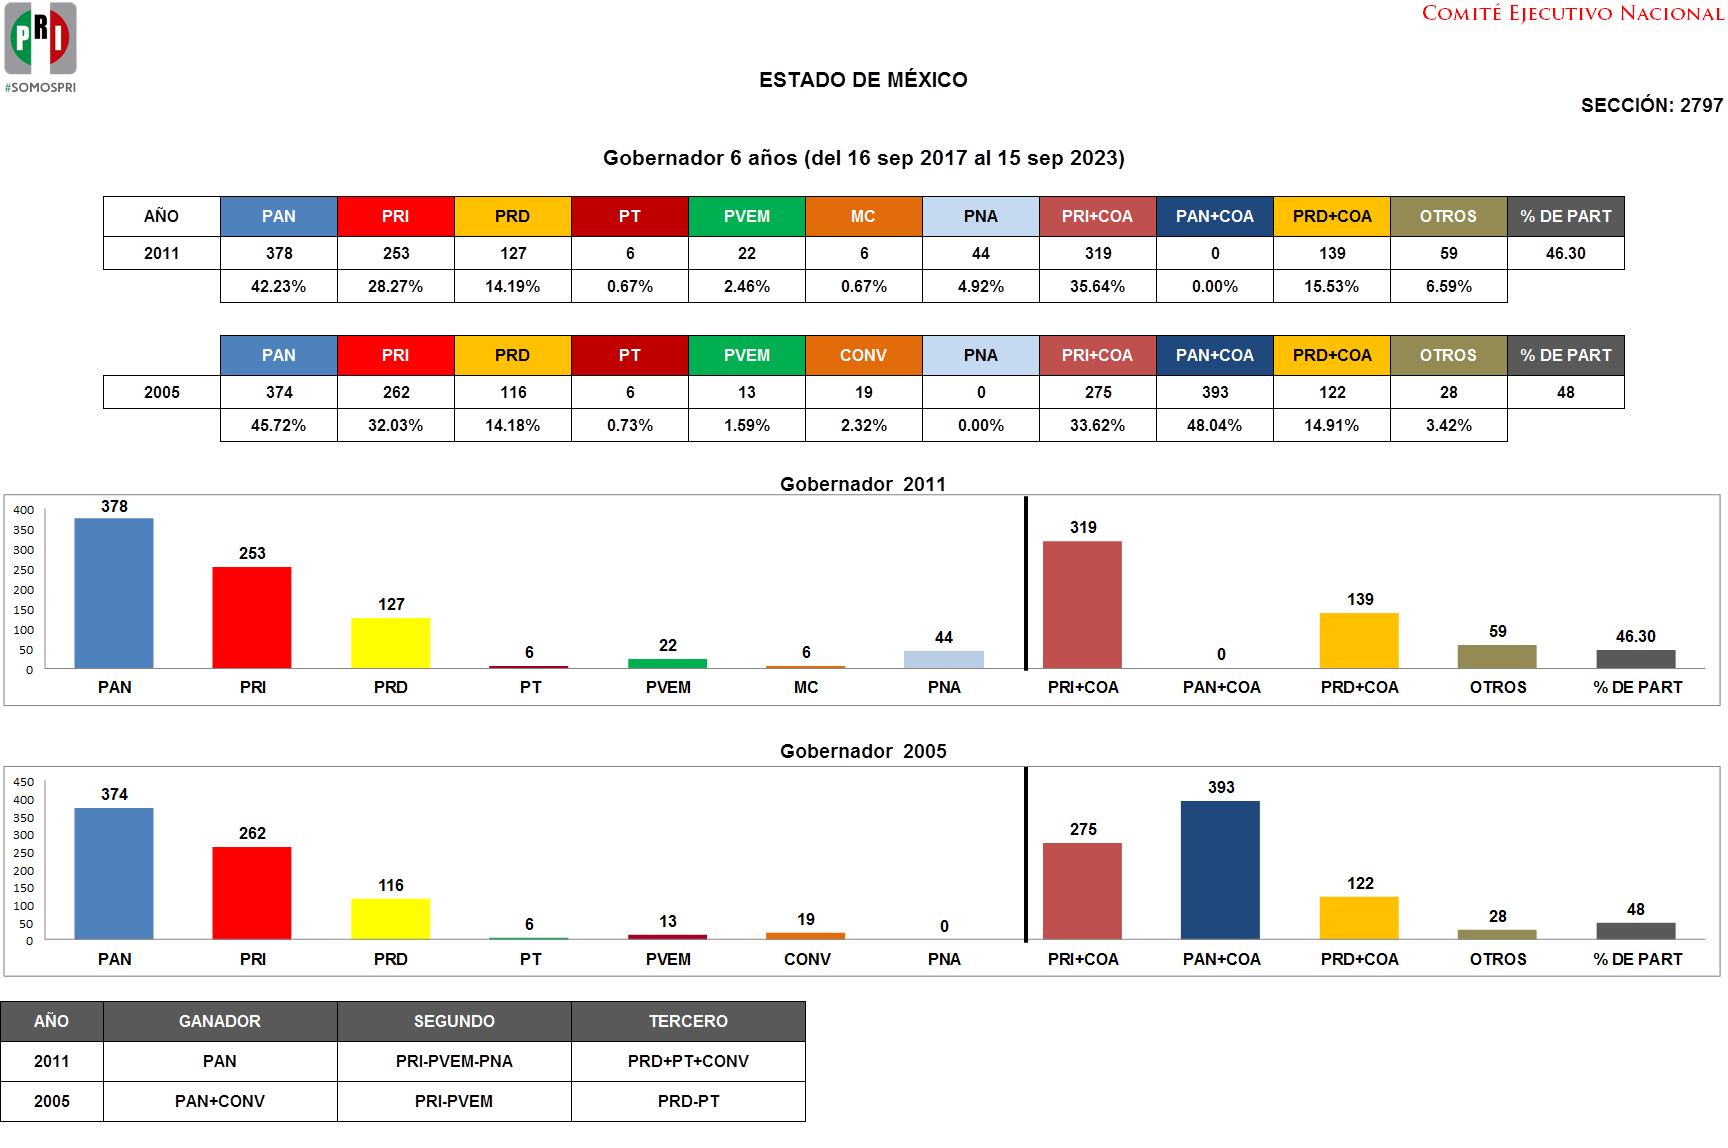 PRI
#SOMOSPRI
COMITÉ EJECUTIVO NACIONAL
ESTADO DE MÉXICO
SECCIÓN: 2797
Gobernador 6 años (del 16 sep 2017 al 15 sep 2023)
AÑO PAN PRI PRD PT PVEM MC PNA PRI+COA PAN+COA PRD+COA OTROS % DE PART
2011 378 253 127 6 22 6 44 319 0 139 59 46.30
42.23% 28.27% 14.19% 0.67% 2.46% 0.67% 4.92% 35.64% 0.00% 15.53% 6.59%
PAN PRI PRD PT PVEM CONV PNA PRI+COA PAN+COA PRD+COA OTROS % DE PART
2005 374 262 116 6 13 19 0 275 393 122 28 48
45.72% 32.03% 14.18% 0.73% 1.59% 2.32% 0.00% 33.62% 48.04% 14.91% 3.42%
Gobernador 2011
400
350
300
250
200
150
100
50
0
378 253 127 6 22 6 44 319 0 139 59 46.30
PAN PRI PRD PT PVEM MC PNA PRI+COA PAN+COA PRD+COA OTROS % DE PART
Gobernador 2005
450
400
350
300
250
200
150
100
50
0
374 262 116 6 13 19 0 275 393 122 28 48
PAN PRI PRD PT PVEM CONV PNA PRI+COA PAN+COA PRD+COA OTROS % DE PART
AÑO GANADOR SEGUNDO TERCERO
2011 PAN PRI-PVEM-PNA PRD+PT+CONV
2005 PAN+CONV PRI-PVEM PRD-PT